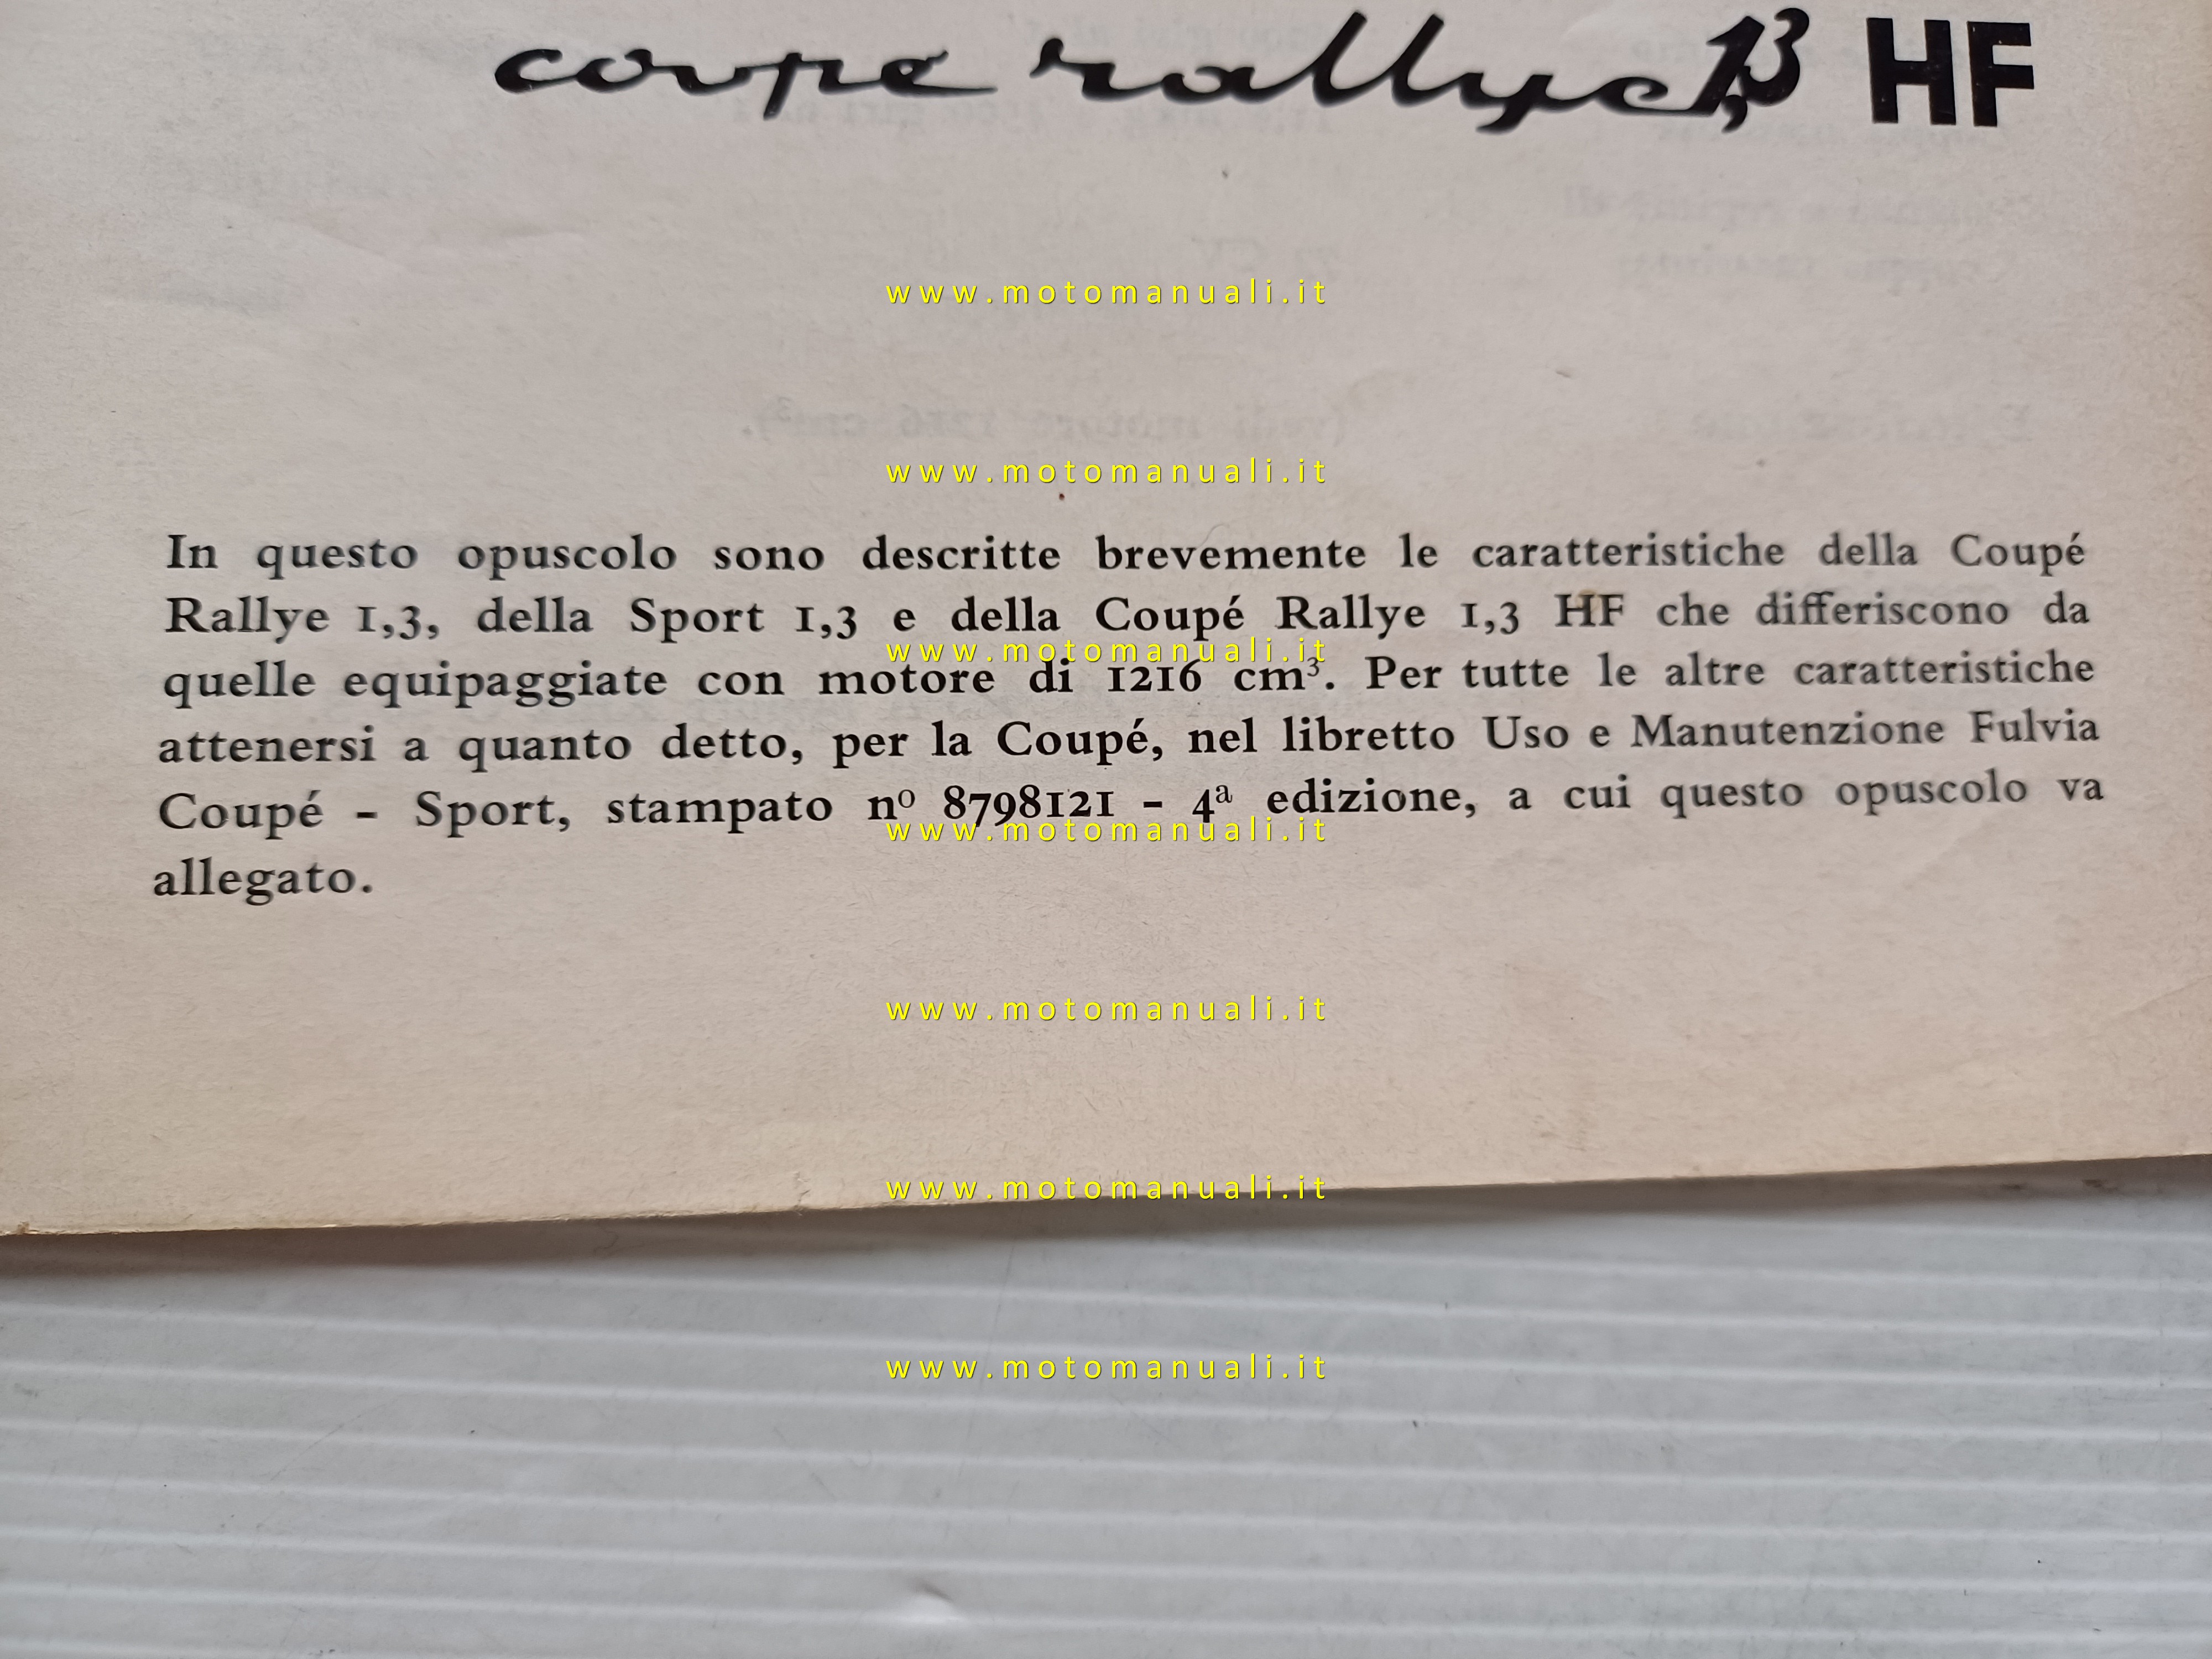 coupé rallye 1,3 HF
www.motomanuali.it
(vedi motore 1216 cm³).
www.motomanuali.it
In questo opuscolo sono descritte brevemente le caratteristiche della Coupé
Rallye 1,3, della Sport 1,3 e della Coupé Rallye 1,3 HF che differiscono da
www.motomanuali.it
quelle equipaggiate con motore di 1216 cm³. Per tutte le altre caratteristiche
attenersi a quanto detto, per la Coupé, nel libretto Uso e Manutenzione Fulvia
Coupé - Sport, stampato nº 8798121 - 4ª edizione, a cui questo opuscolo va
www.motomanuali.it
allegato.
www.motomanuali.it
www.motomanuali.it
www.motomanuali.it